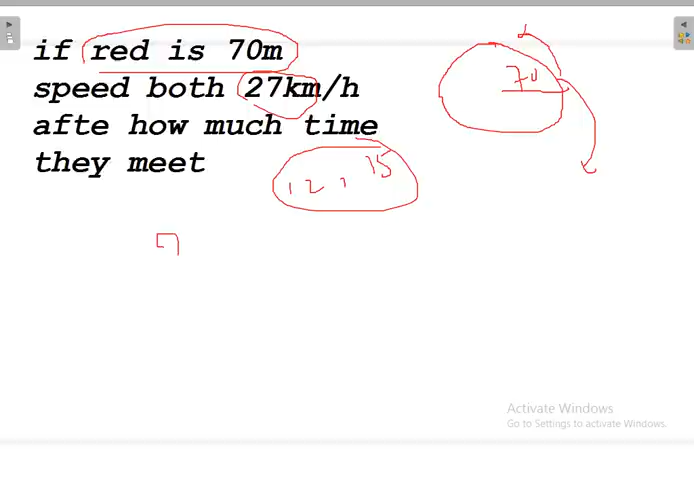 if red is 70m
speed both 27km/h
afte how much time
they meet
70
12, 15
Activate Windows
Go to Settings to activate Windows.